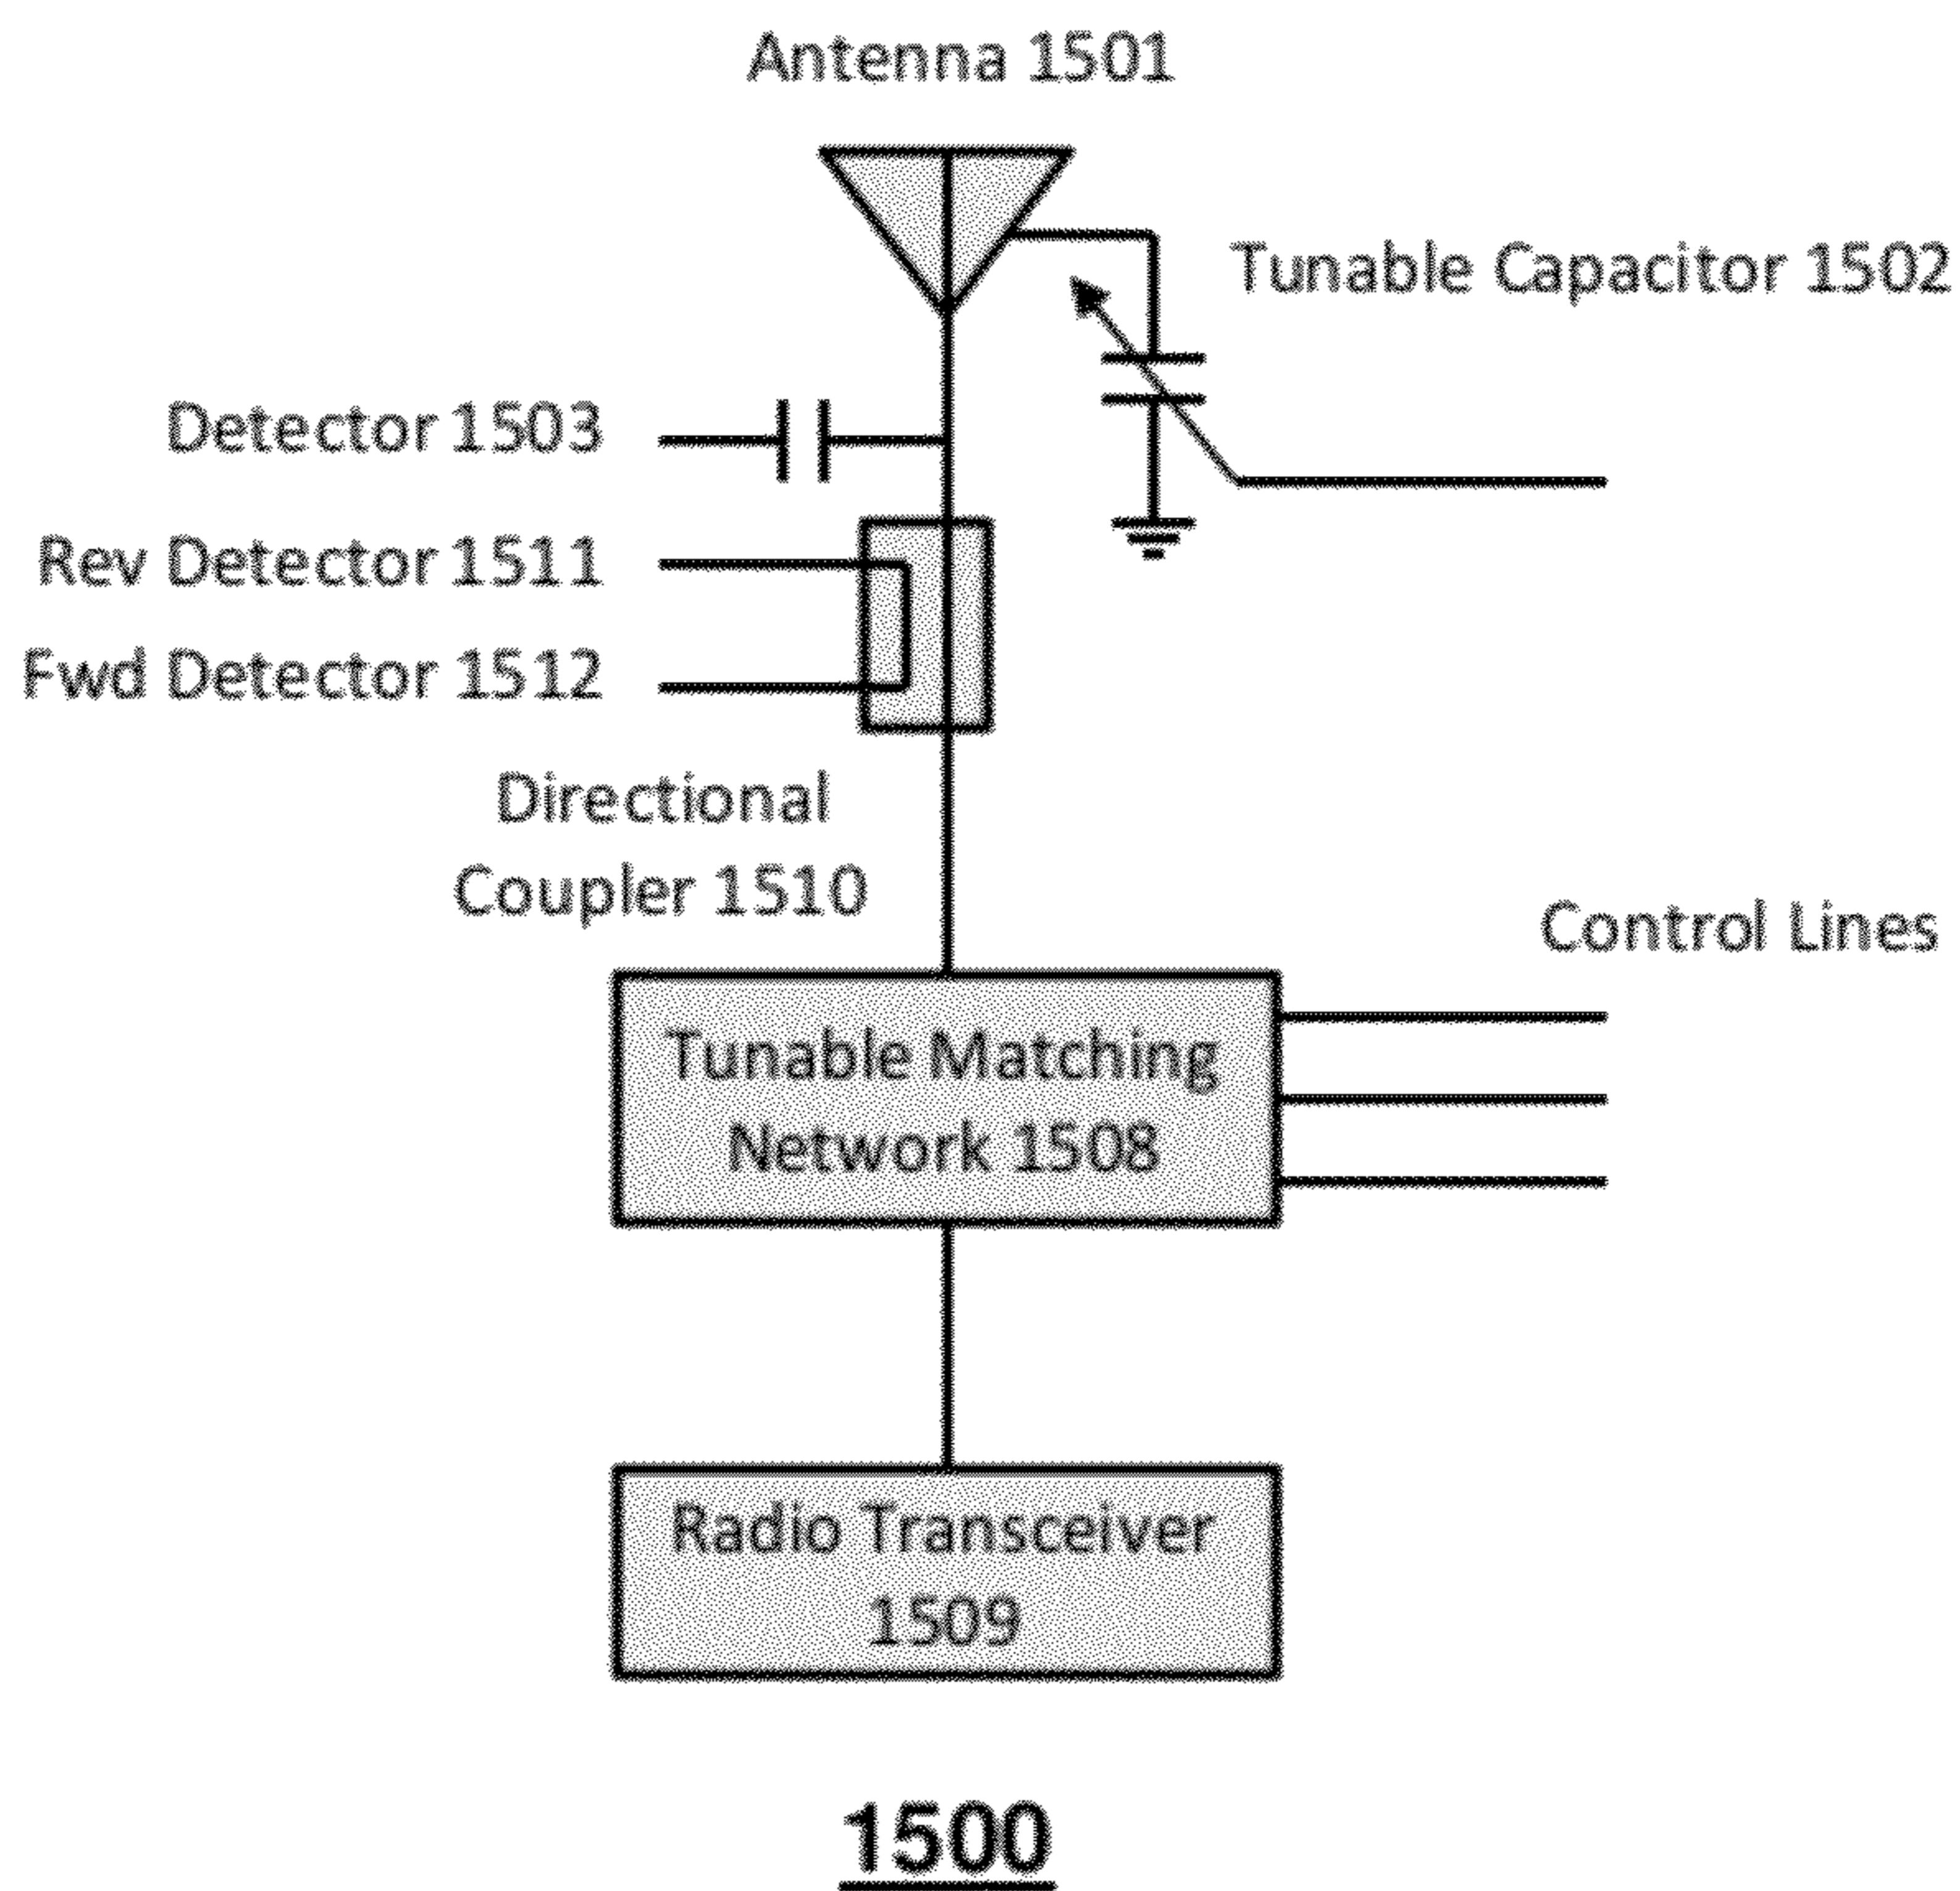 Antenna 1501
Tunable Capacitor 1502
Detector 1503
Rev Detector 1511
Fwd Detector 1512
Directional
Coupler 1510
Control Lines
Tunable Matching
Network 1508
Radio Transceiver
1509
1500